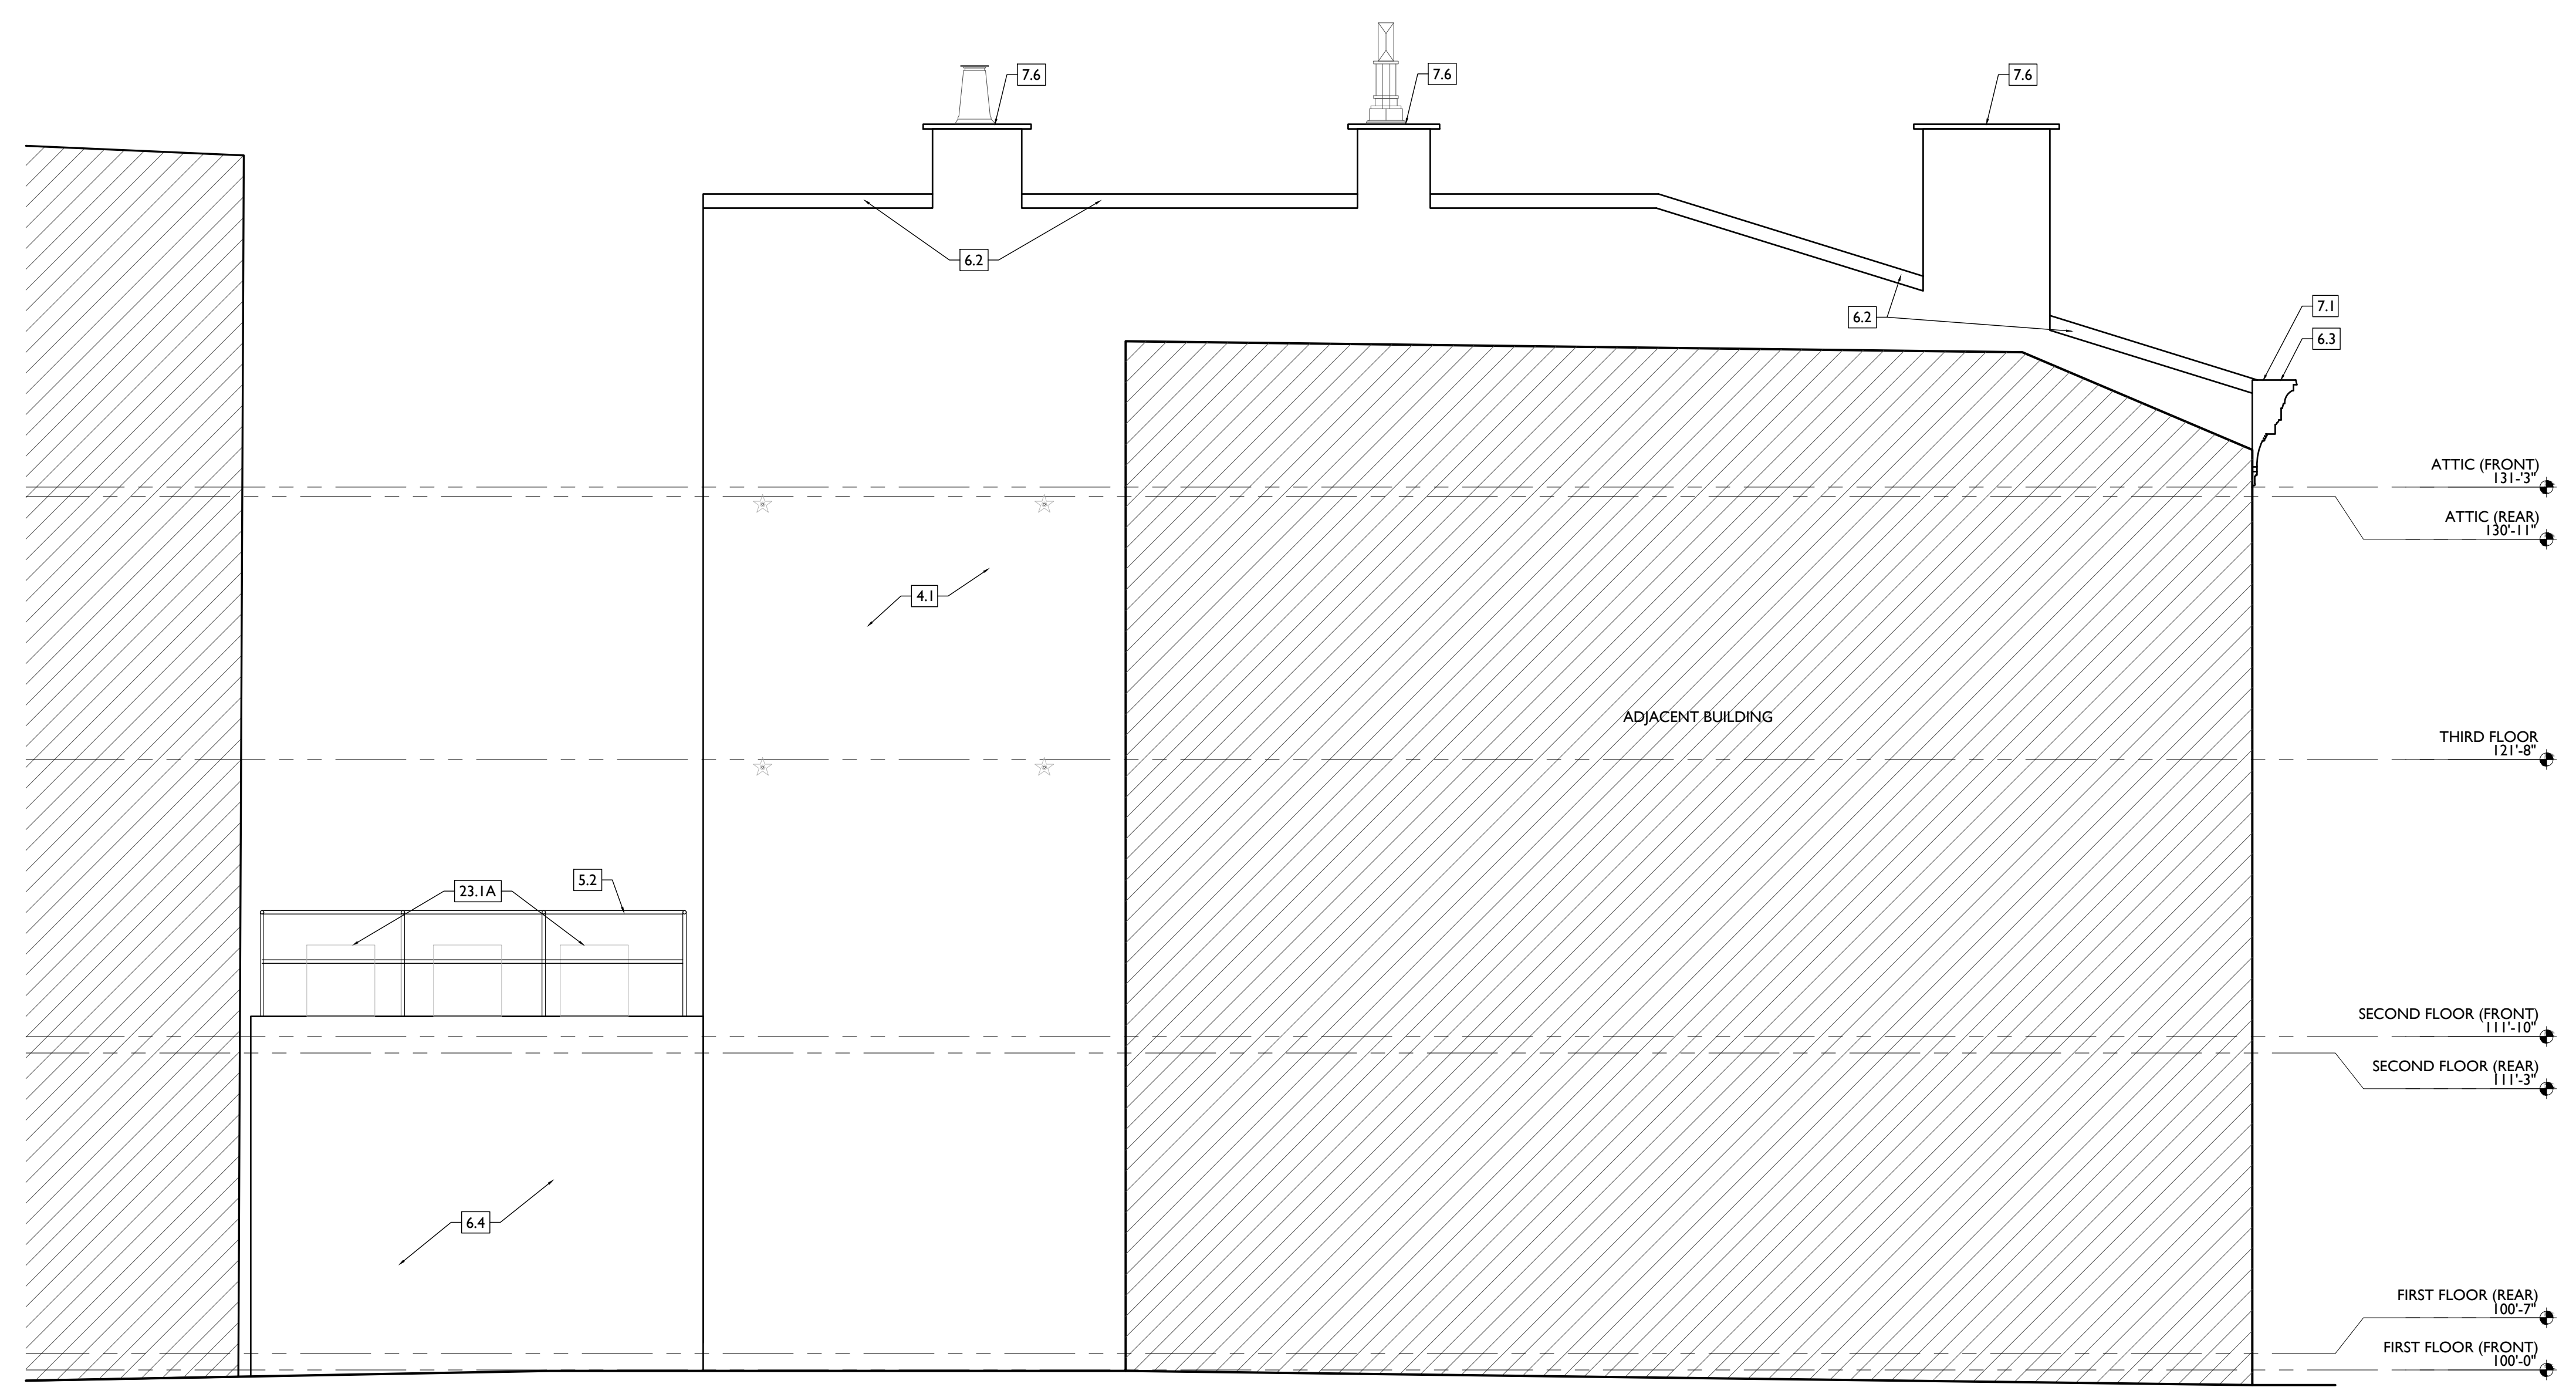 7.6
7.6
7.6
6.2
6.2
7.1
6.3
ATTIC (FRONT)
131-'3"
ATTIC (REAR)
130'-11"
4.1
ADJACENT BUILDING
THIRD FLOOR
121'-8"
23.1A
5.2
SECOND FLOOR (FRONT)
111'-10"
SECOND FLOOR (REAR)
111'-3"
6.4
FIRST FLOOR (REAR)
100'-7"
FIRST FLOOR (FRONT)
100'-0"